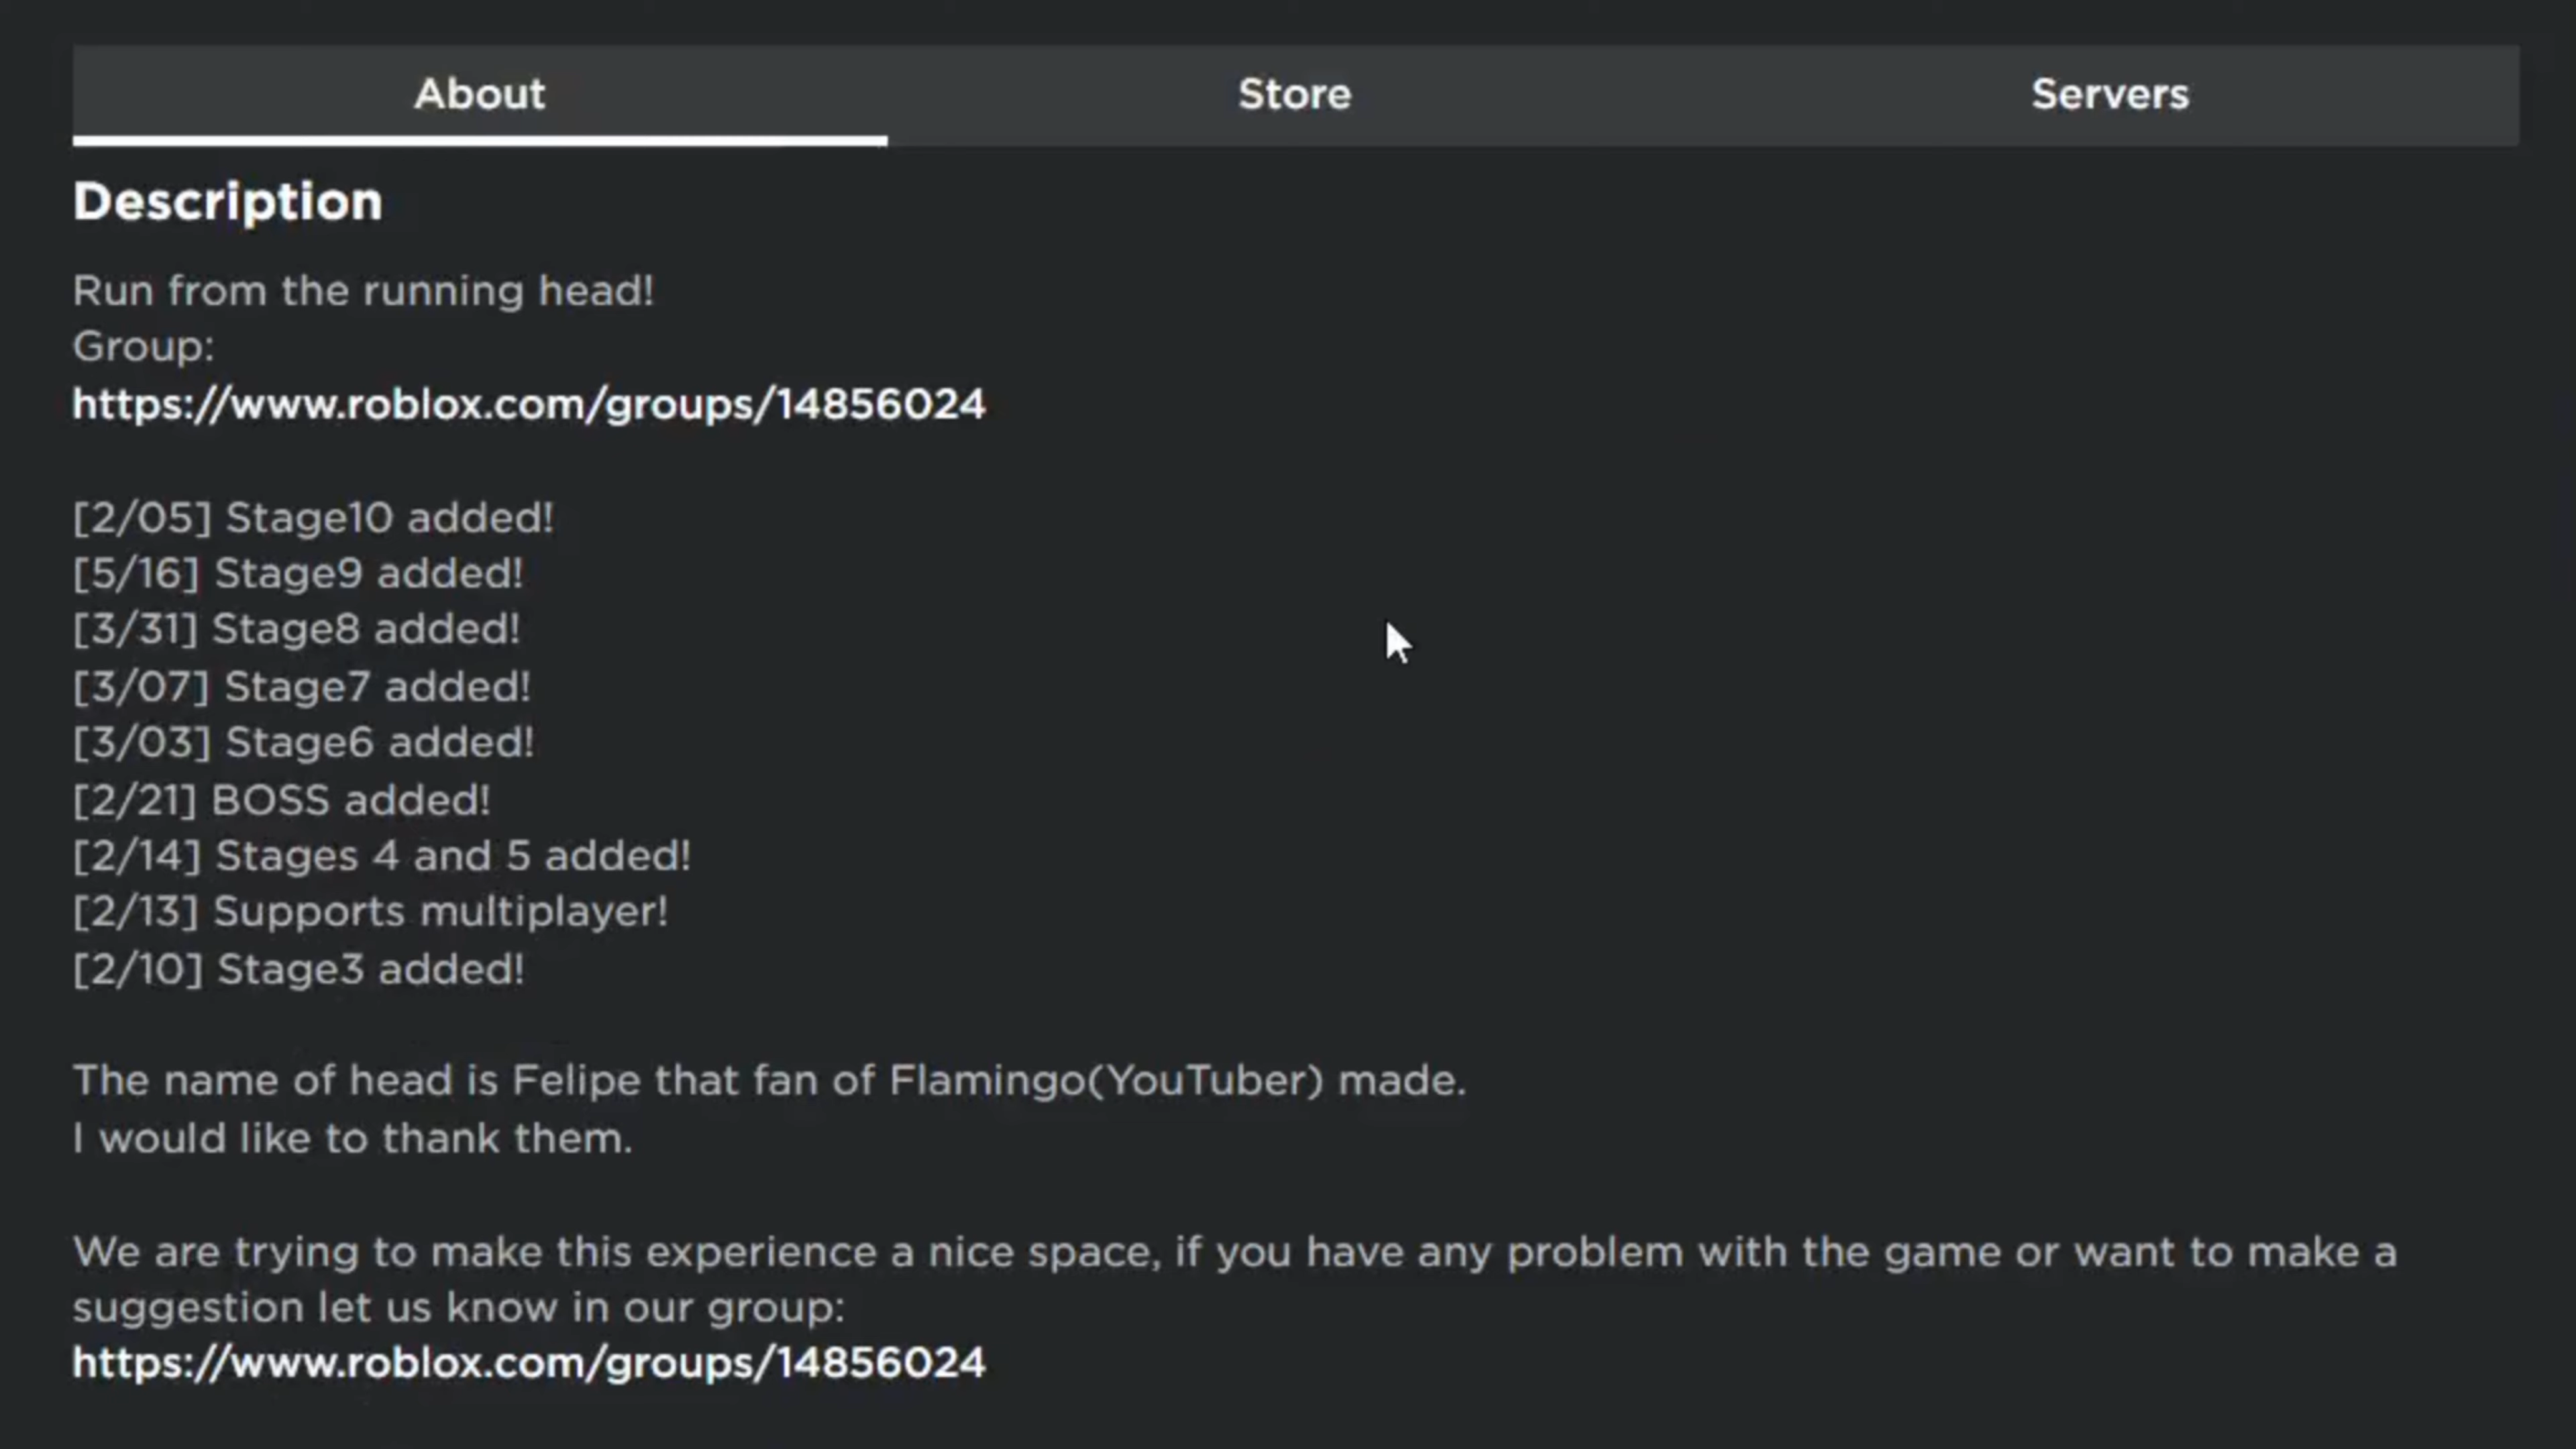 About
Store
Servers
Description
Run from the running head!
Group:
https://www.roblox.com/groups/14856024
[2/05] Stage10 added!
[5/16] Stage9 added!
[3/31] Stage8 added!
[3/07] Stage7 added!
[3/03] Stage6 added!
[2/21] BOSS added!
[2/14] Stages 4 and 5 added!
[2/13] Supports multiplayer!
[2/10] Stage3 added!
The name of head is Felipe that fan of Flamingo(YouTuber) made.
I would like to thank them.
We are trying to make this experience a nice space, if you have any problem with the game or want to make a
suggestion let us know in our group:
https://www.roblox.com/groups/14856024